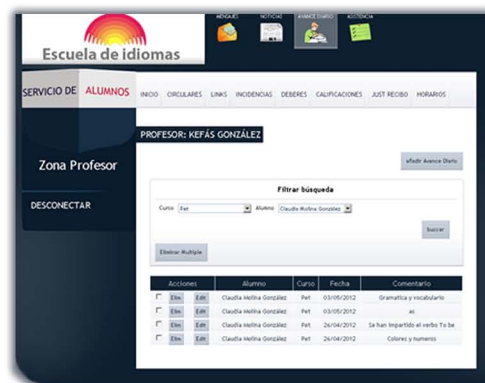 MENSAJES NOTICIAS AVANCE DIARIO ASISTENCIA
Escuela de idiomas
SERVICIO DE ALUMNOS
INICIO CIRCULARES LINKS INCIDENCIAS DEBERES CALIFICACIONES JUST RECIBO HORARIOS
PROFESOR: KEFÁS GONZÁLEZ
Zona Profesor
añadir Avance Diario
Filtrar búsqueda
DESCONECTAR
Curso Pet Alumno Claudia Molina González
buscar
Eliminar Multiple
Acciones Alumno Curso Fecha Comentario
Elim Edit Claudia Molina González Pet 03/05/2012 Gramatica y vocabulario
Elim Edit Claudia Molina González Pet 03/05/2012 as
Elim Edit Claudia Molina González Pet 26/04/2012 Se han impartido el verbo To be
Elim Edit Claudia Molina González Pet 26/04/2012 Colores y numeros